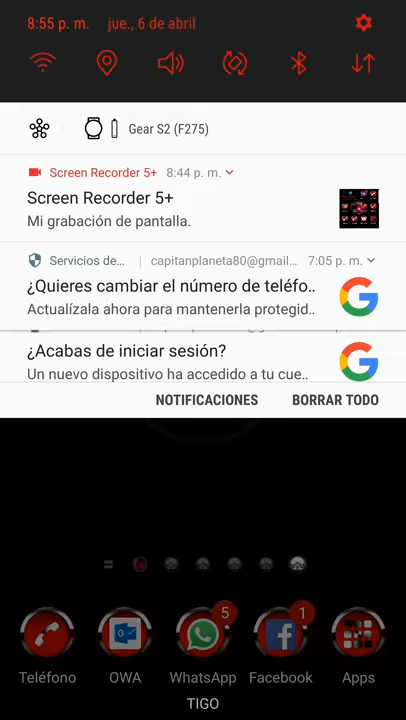 8:55 p. m. jue., 6 de abril
Gear S2 (F275)
Screen Recorder 5+ 8:44 p. m.
Screen Recorder 5+
Mi grabación de pantalla.
Servicios de... capitanplaneta80@gmail... 7:05 p. m.
¿Quieres cambiar el número de teléfo..
Actualízala ahora para mantenerla protegid..
¿Acabas de iniciar sesión?
Un nuevo dispositivo ha accedido a tu cue..
NOTIFICACIONES BORRAR TODO
5 1
Teléfono OWA WhatsApp Facebook Apps
TIGO